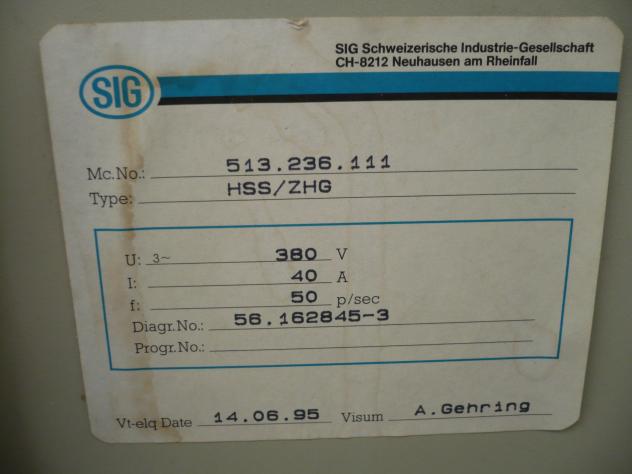 SIG Schweizerische Industrie-Gesellschaft
CH-8212 Neuhausen am Rheinfall
SIG
Mc.No.: 513.236.111
Type: HSS/ZHG
U: 3~ 380 V
I: 40 A
f: 50 p/sec
Diagr.No.: 56.162845-3
Progr.No.:
Vt-elq Date 14.06.95 Visum A.Gehring